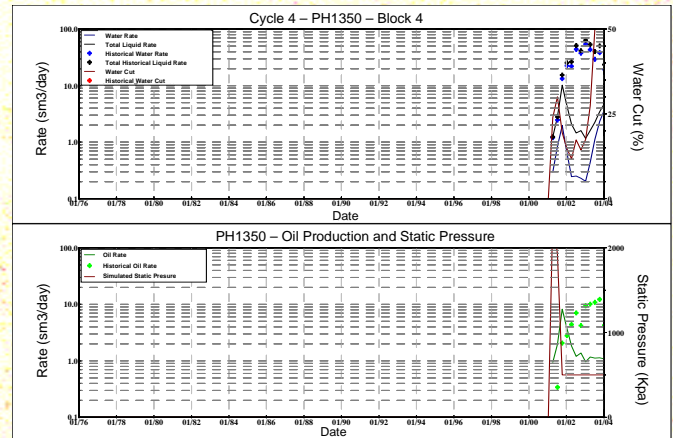 Cycle 4 – PH1350 – Block 4
Rate (sm3/day)
100.0
10.0
1.0
0.1
Water Rate
Total Liquid Rate
Historical Water Rate
Total Historical Liquid Rate
Water Cut
Historical Water Cut
50
25
0
Water Cut (%)
01/76 01/78 01/80 01/82 01/84 01/86 01/88 01/90 01/92 01/94 01/96 01/98 01/00 01/02 01/04
Date
PH1350 – Oil Production and Static Pressure
Rate (sm3/day)
100.0
10.0
1.0
0.1
Oil Rate
Historical Oil Rate
Simulated Static Pressure
2000
1000
0
Static Pressure (Kpa)
01/76 01/78 01/80 01/82 01/84 01/86 01/88 01/90 01/92 01/94 01/96 01/98 01/00 01/02 01/04
Date